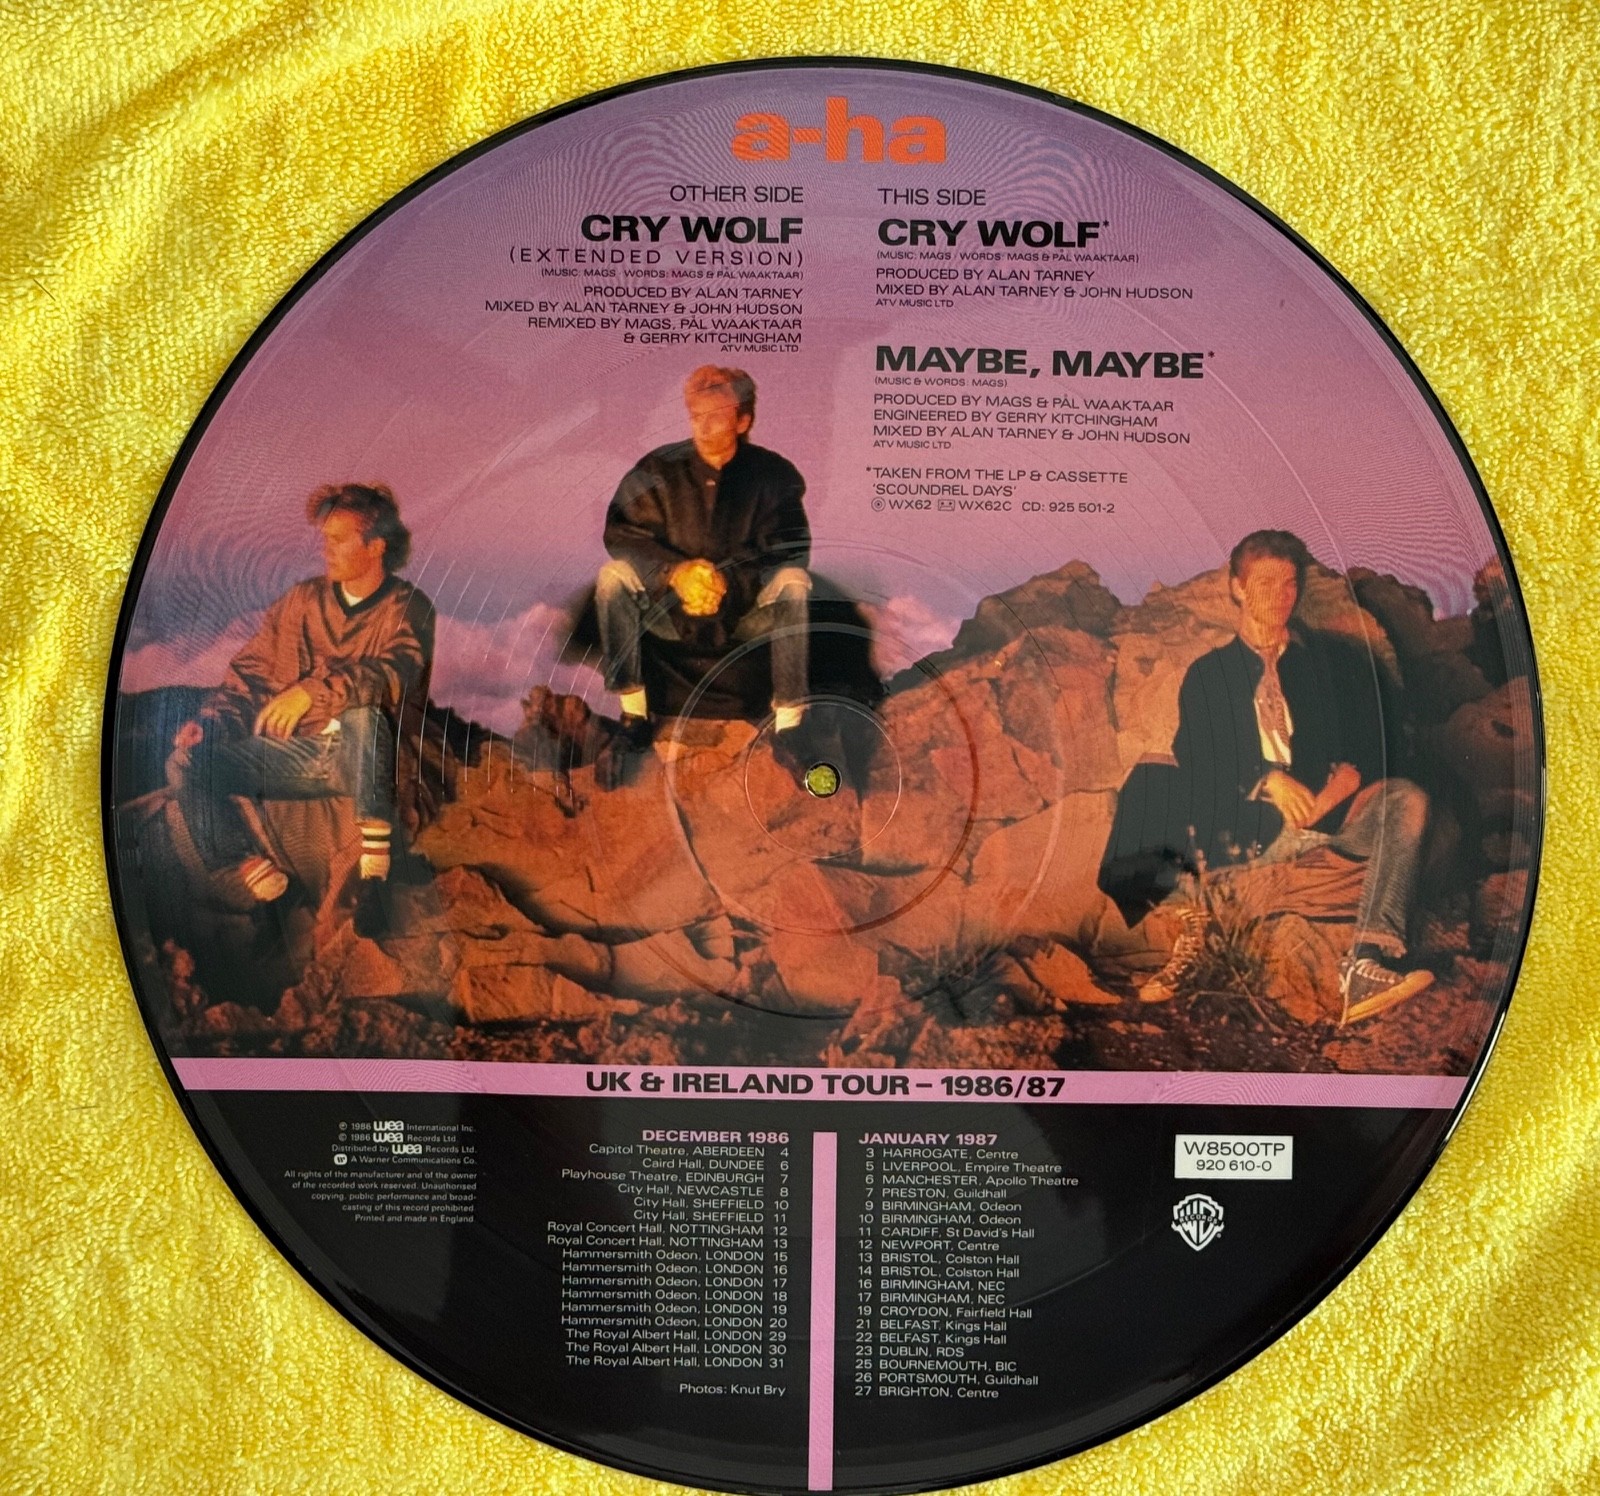 a-ha
OTHER SIDE
CRY WOLF
(EXTENDED VERSION)
(MUSIC: MAGS · WORDS: MAGS & PÅL WAAKTAAR)
PRODUCED BY ALAN TARNEY
MIXED BY ALAN TARNEY & JOHN HUDSON
REMIXED BY MAGS, PÅL WAAKTAAR
& GERRY KITCHINGHAM
ATV MUSIC LTD.
THIS SIDE
CRY WOLF*
(MUSIC: MAGS · WORDS: MAGS & PÅL WAAKTAAR)
PRODUCED BY ALAN TARNEY
MIXED BY ALAN TARNEY & JOHN HUDSON
ATV MUSIC LTD
MAYBE, MAYBE*
(MUSIC & WORDS: MAGS)
PRODUCED BY MAGS & PÅL WAAKTAAR
ENGINEERED BY GERRY KITCHINGHAM
MIXED BY ALAN TARNEY & JOHN HUDSON
ATV MUSIC LTD
*TAKEN FROM THE LP & CASSETTE
'SCOUNDREL DAYS'
WX62 WX62C CD: 925 501-2
UK & IRELAND TOUR – 1986/87
℗ 1986 wea International Inc.
© 1986 wea Records Ltd.
Distributed by wea Records Ltd.
A Warner Communications Co.
All rights of the manufacturer and of the owner
of the recorded work reserved. Unauthorised
copying, public performance and broad-
casting of this record prohibited.
Printed and made in England.
DECEMBER 1986
Capitol Theatre, ABERDEEN 4
Caird Hall, DUNDEE 6
Playhouse Theatre, EDINBURGH 7
City Hall, NEWCASTLE 8
City Hall, SHEFFIELD 10
City Hall, SHEFFIELD 11
Royal Concert Hall, NOTTINGHAM 12
Royal Concert Hall, NOTTINGHAM 13
Hammersmith Odeon, LONDON 15
Hammersmith Odeon, LONDON 16
Hammersmith Odeon, LONDON 17
Hammersmith Odeon, LONDON 18
Hammersmith Odeon, LONDON 19
Hammersmith Odeon, LONDON 20
The Royal Albert Hall, LONDON 29
The Royal Albert Hall, LONDON 30
The Royal Albert Hall, LONDON 31
Photos: Knut Bry
JANUARY 1987
3 HARROGATE, Centre
5 LIVERPOOL, Empire Theatre
6 MANCHESTER, Apollo Theatre
7 PRESTON, Guildhall
9 BIRMINGHAM, Odeon
10 BIRMINGHAM, Odeon
11 CARDIFF, St David's Hall
12 NEWPORT, Centre
13 BRISTOL, Colston Hall
14 BRISTOL, Colston Hall
16 BIRMINGHAM, NEC
17 BIRMINGHAM, NEC
19 CROYDON, Fairfield Hall
21 BELFAST, Kings Hall
22 BELFAST, Kings Hall
23 DUBLIN, RDS
25 BOURNEMOUTH, BIC
26 PORTSMOUTH, Guildhall
27 BRIGHTON, Centre
W8500TP
920 610-0
RECORDS